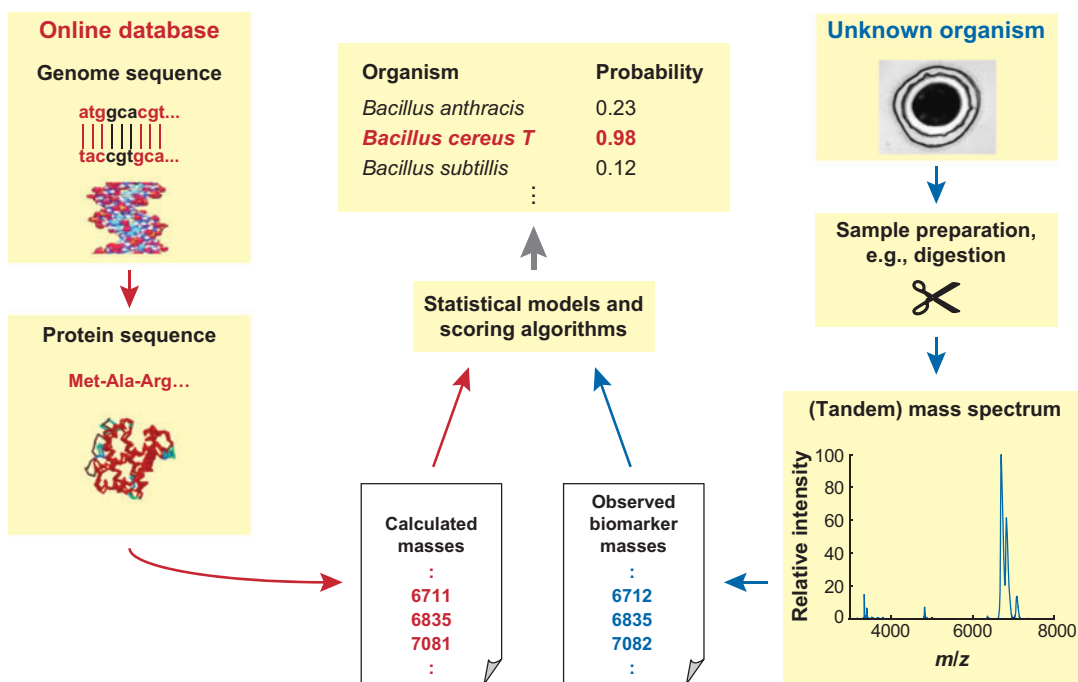 Online database
Genome sequence
atggcacgt...
taccgtgca...
Protein sequence
Met-Ala-Arg...
Organism Probability
Bacillus anthracis 0.23
Bacillus cereus T 0.98
Bacillus subtillis 0.12
⋮
Statistical models and
scoring algorithms
Calculated
masses
:
6711
6835
7081
:
Observed
biomarker
masses
:
6712
6835
7082
:
Unknown organism
Sample preparation,
e.g., digestion
(Tandem) mass spectrum
Relative intensity
100
80
60
40
20
0
4000 6000 8000
m/z